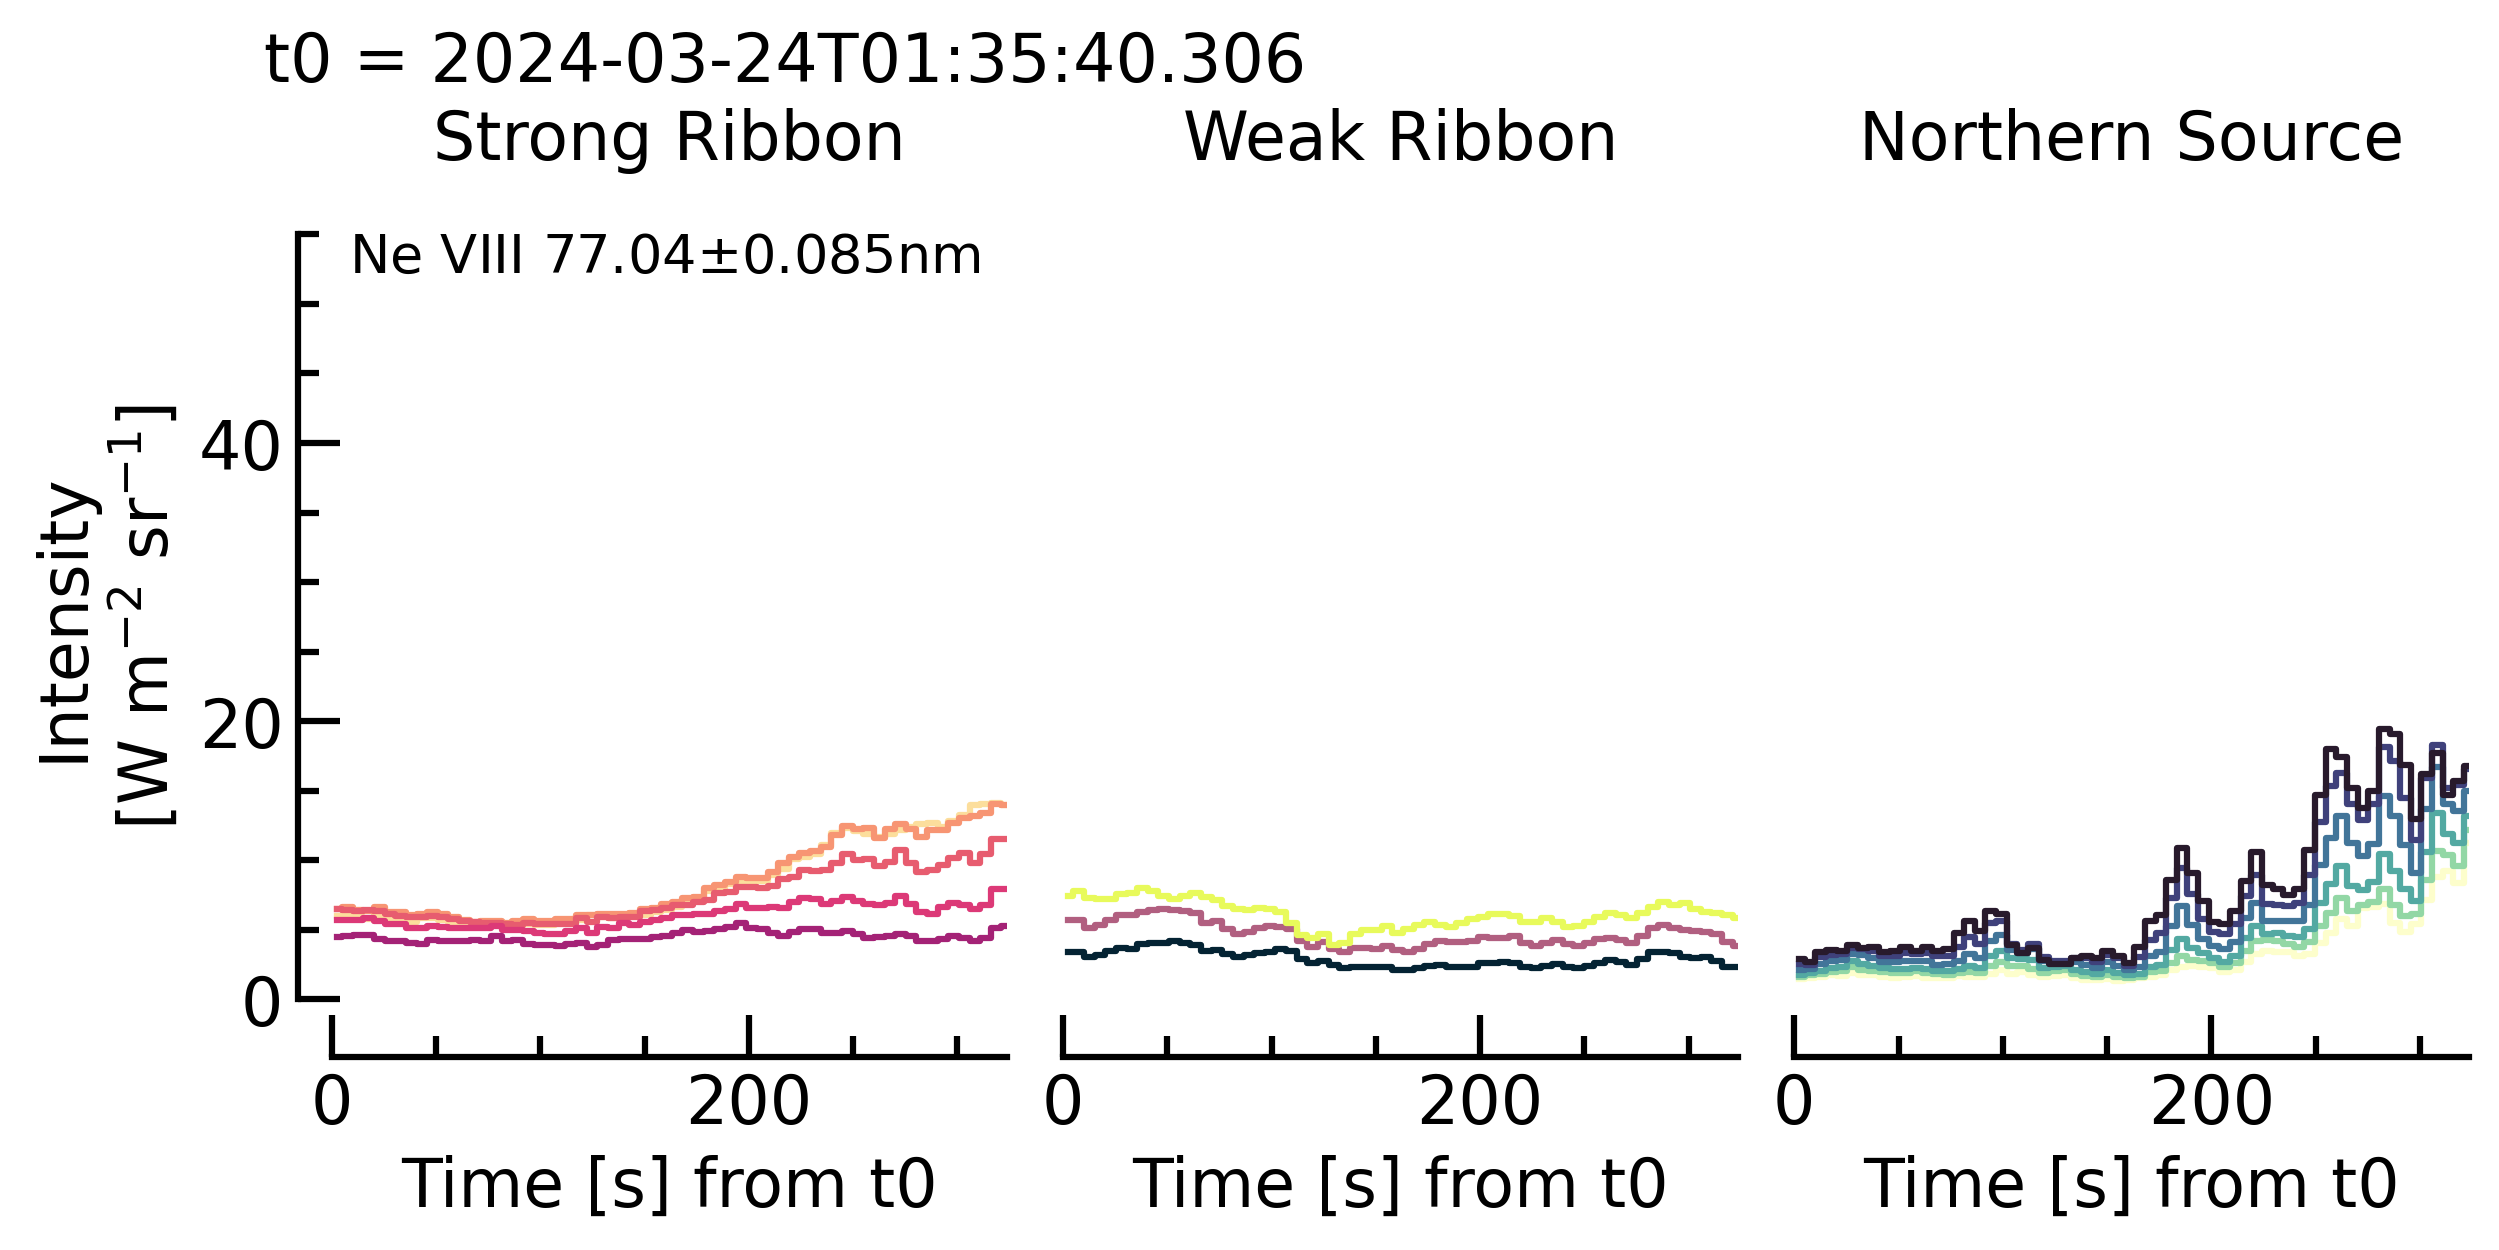 t0 = 2024-03-24T01:35:40.306
Strong Ribbon
Weak Ribbon
Northern Source
Ne VIII 77.04±0.085nm
Intensity
[W m⁻² sr⁻¹]
40
20
0
0 200
0 200
0 200
Time [s] from t0
Time [s] from t0
Time [s] from t0